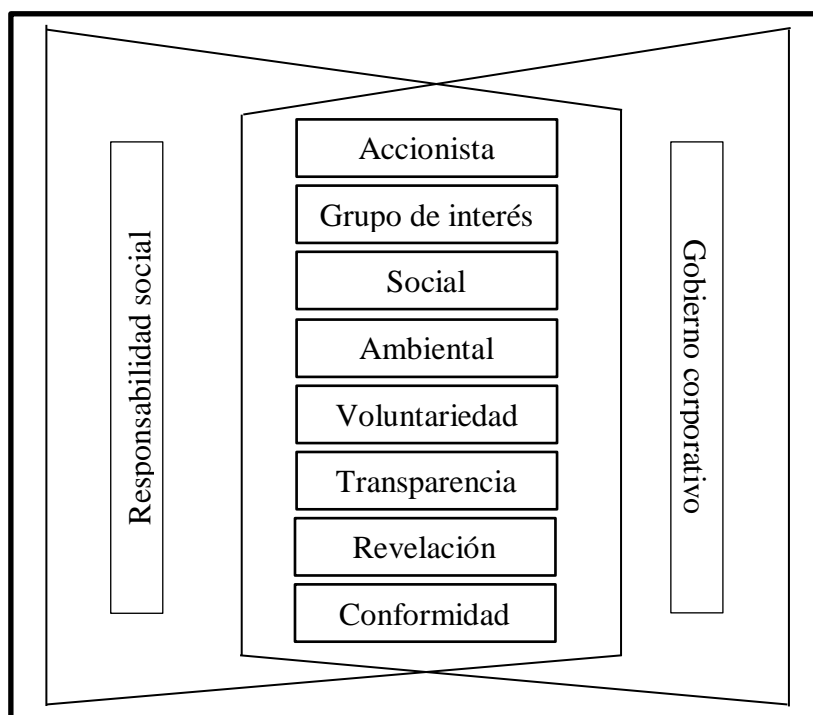 Responsabilidad social
Accionista
Grupo de interés
Social
Ambiental
Voluntariedad
Transparencia
Revelación
Conformidad
Gobierno corporativo